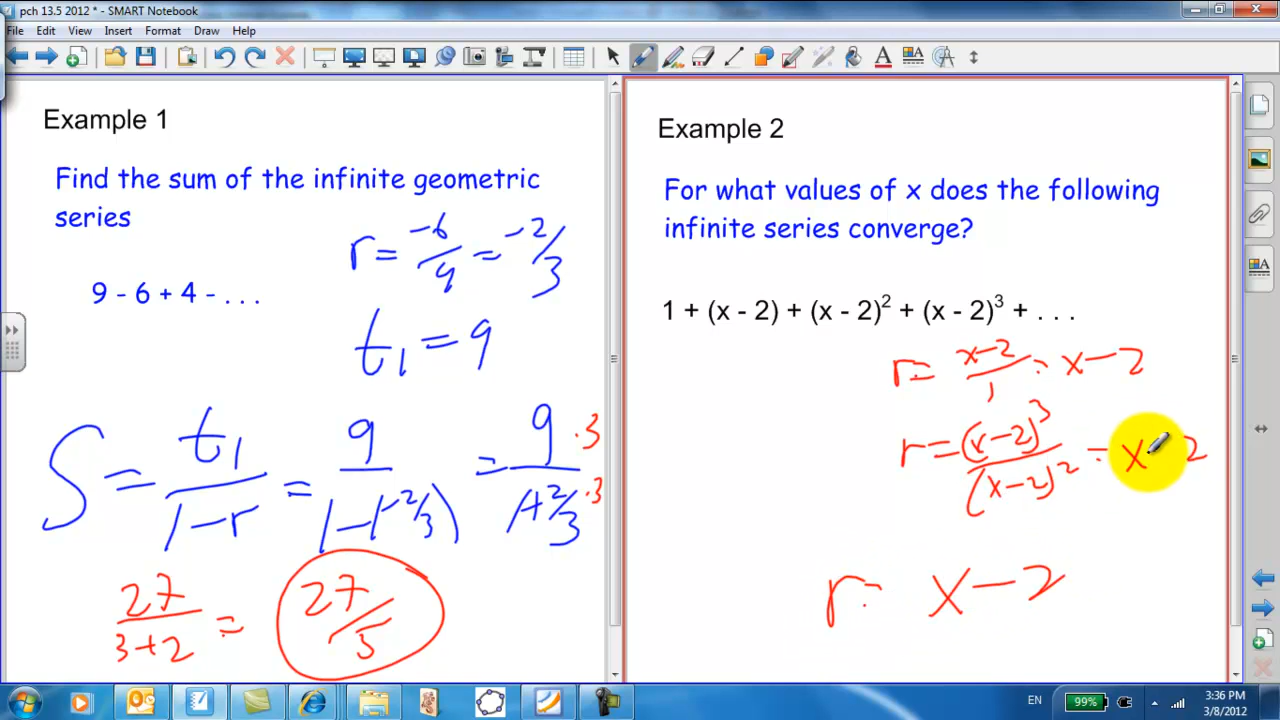 pch 13.5 2012 * - SMART Notebook
File Edit View Insert Format Draw Help
Example 1
Find the sum of the infinite geometric
series
r = -6/9 = -2/3
9 - 6 + 4 - . . .
t₁ = 9
S = t₁/(1-r) = 9/(1-(-2/3)) = 9/(1+2/3) ·3 ·3
27/(3+2) = 27/5
Example 2
For what values of x does the following
infinite series converge?
1 + (x - 2) + (x - 2)² + (x - 2)³ + . . .
r = (x-2)/1 = x-2
r = (x-2)³/(x-2)² = x-2
r = x-2
EN
99%
3:36 PM
3/8/2012